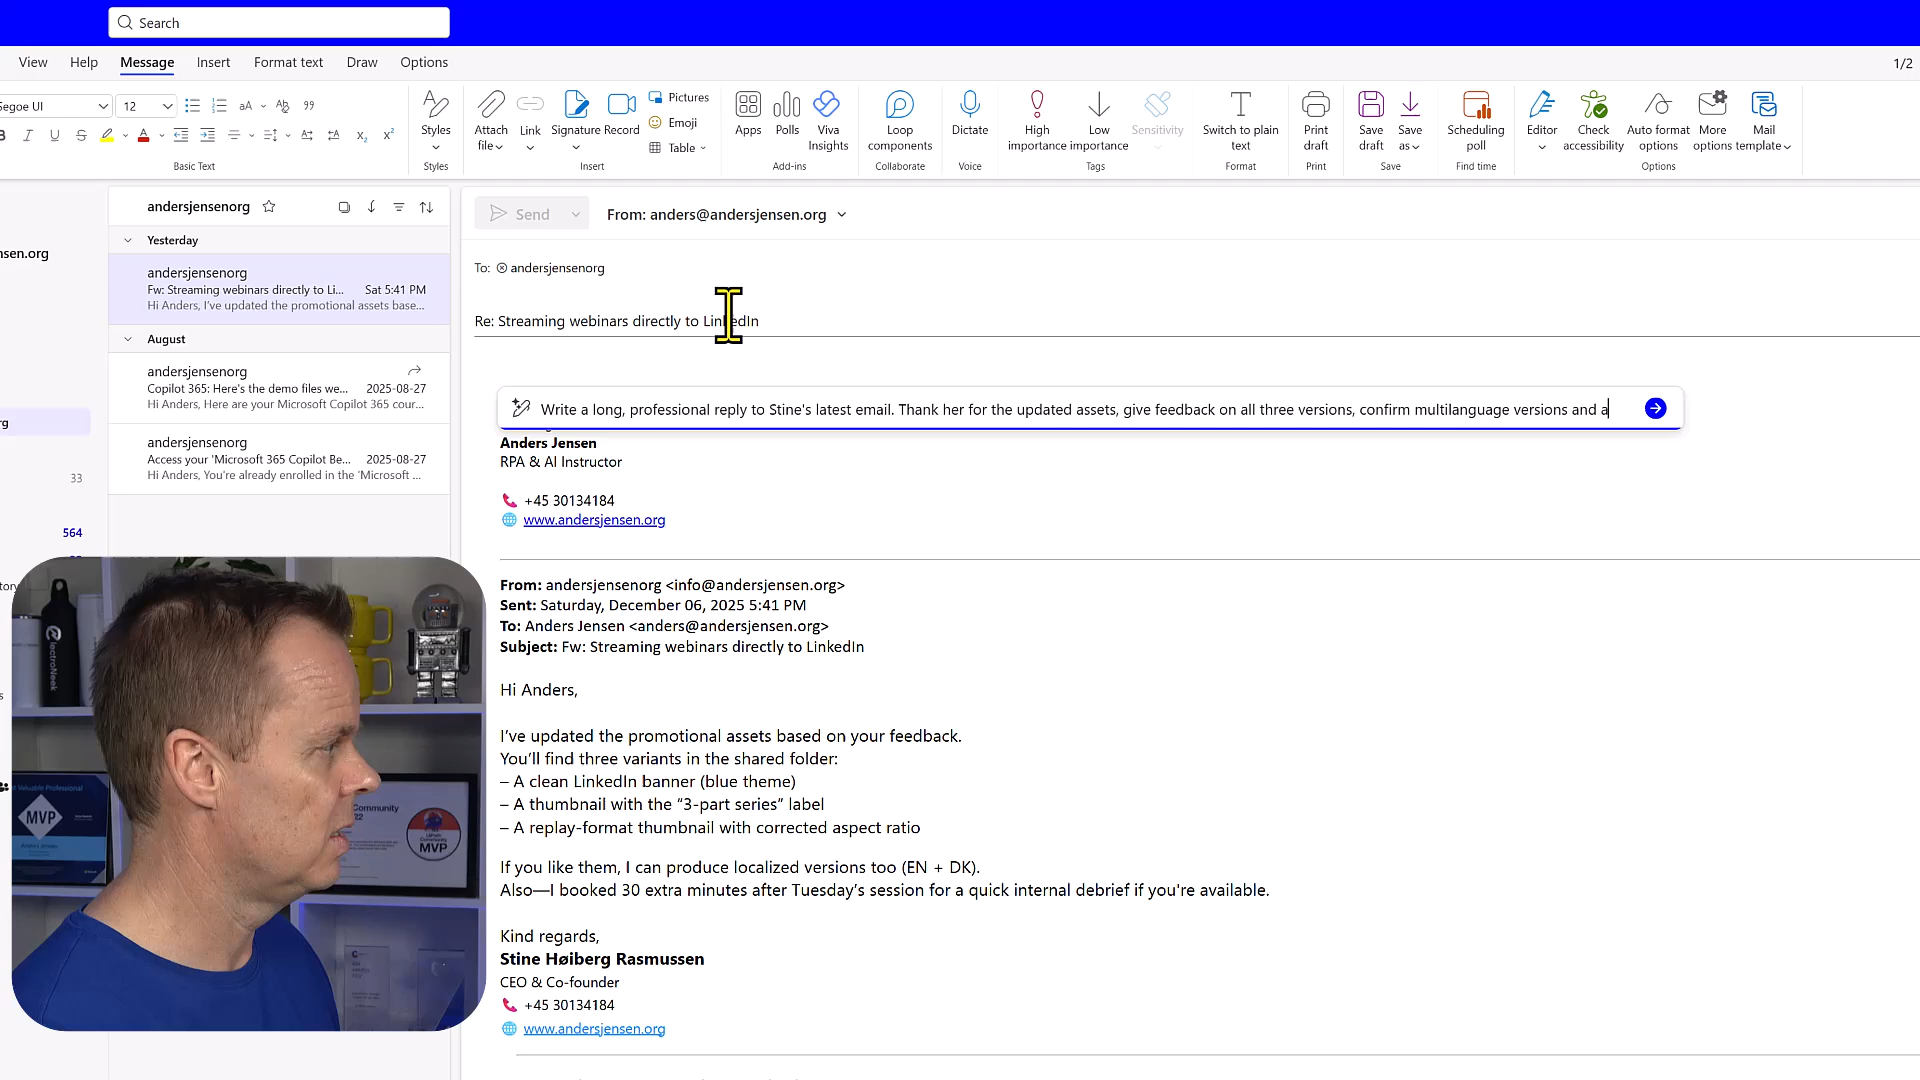 Search
View Help Message Insert Format text Draw Options 1/2
Segoe UI 12
Styles
Attach file
Link
Signature
Record
Pictures
Emoji
Table
Apps
Polls
Viva Insights
Loop components
Dictate
High importance
Low importance
Sensitivity
Switch to plain text
Print draft
Save draft
Save as
Scheduling poll
Editor
Check accessibility
Auto format options
More options
Mail template
Basic Text Styles Insert Add-ins Collaborate Voice Tags Format Print Save Find time Options
andersjensenorg
Yesterday
andersjensenorg
Fw: Streaming webinars directly to Li... Sat 5:41 PM
Hi Anders, I've updated the promotional assets base...
August
andersjensenorg
Copilot 365: Here's the demo files we... 2025-08-27
Hi Anders, Here are your Microsoft Copilot 365 cour...
andersjensenorg
Access your 'Microsoft 365 Copilot Be... 2025-08-27
Hi Anders, You're already enrolled in the 'Microsoft ...
nsen.org
rg
33
564
tory
Send From: anders@andersjensen.org
To: andersjensenorg
Re: Streaming webinars directly to LinkedIn
Write a long, professional reply to Stine's latest email. Thank her for the updated assets, give feedback on all three versions, confirm multilanguage versions and a
Anders Jensen
RPA & AI Instructor
+45 30134184
www.andersjensen.org
From: andersjensenorg <info@andersjensen.org>
Sent: Saturday, December 06, 2025 5:41 PM
To: Anders Jensen <anders@andersjensen.org>
Subject: Fw: Streaming webinars directly to LinkedIn
Hi Anders,
I've updated the promotional assets based on your feedback.
You'll find three variants in the shared folder:
– A clean LinkedIn banner (blue theme)
– A thumbnail with the “3-part series” label
– A replay-format thumbnail with corrected aspect ratio
If you like them, I can produce localized versions too (EN + DK).
Also—I booked 30 extra minutes after Tuesday’s session for a quick internal debrief if you're available.
Kind regards,
Stine Høiberg Rasmussen
CEO & Co-founder
+45 30134184
www.andersjensen.org
lectroNeek
t Valuable Professional
MVP
Community
MVP